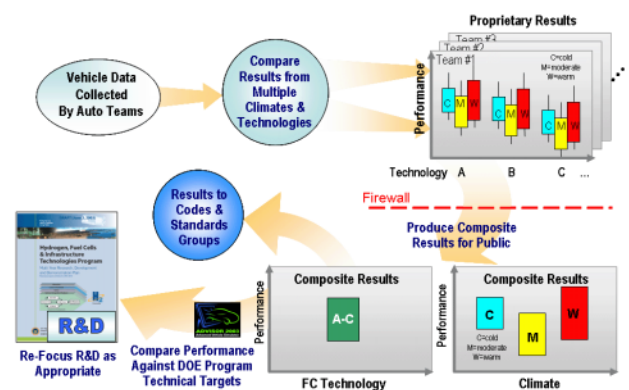 Proprietary Results
Team #3
Team #2
Team #1
C=cold
M=moderate
W=warm
Performance
C
M
W
C
M
W
C
M
W
Technology A B C ...
Vehicle Data
Collected
By Auto Teams
Compare
Results from
Multiple
Climates &
Technologies
Firewall
Produce Composite
Results for Public
Results to
Codes &
Standards
Groups
Hydrogen, Fuel Cells &
Infrastructure
Technologies Program
R&D
Re-Focus R&D as
Appropriate
Compare Performance
Against DOE Program
Technical Targets
Composite Results
Performance
A-C
FC Technology
Composite Results
Performance
C
M
W
C=cold
M=moderate
W=warm
Climate